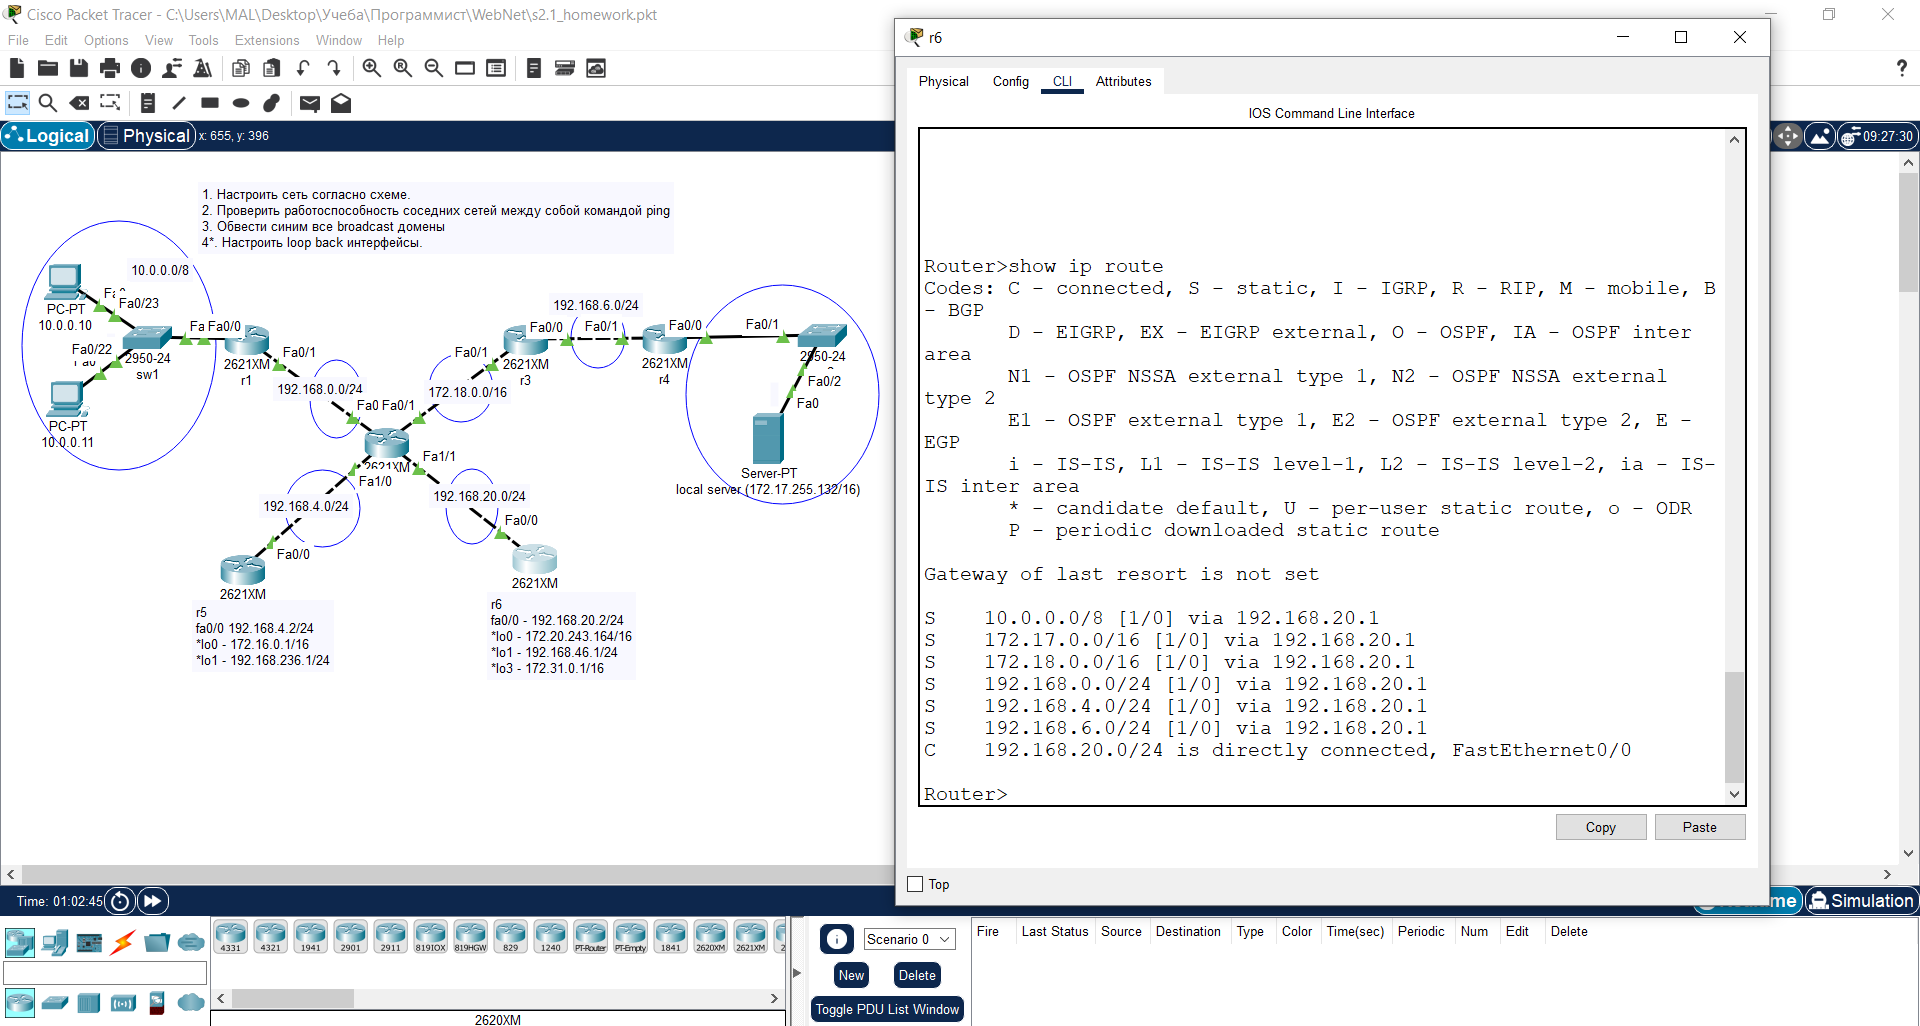 Cisco Packet Tracer - C:\Users\MAL\Desktop\Учеба\Программист\WebNet\s2.1_homework.pkt
File Edit Options View Tools Extensions Window Help
Logical Physical x: 655, y: 396
09:27:30
1. Настроить сеть согласно схеме.
2. Проверить работоспособность соседних сетей между собой командой ping
3. Обвести синим все broadcast домены
4*. Настроить loop back интерфейсы.
10.0.0.0/8
Fa0/23
PC-PT
10.0.0.10
Fa0/22
2950-24
sw1
PC-PT
10.0.0.11
Fa Fa0/0
2621XM
r1
Fa0/1
192.168.0.0/24
Fa0 Fa0/1
2621XM
Fa1/0
Fa1/1
172.18.0.0/16
Fa0/1
Fa0/0
2621XM
r3
192.168.6.0/24
Fa0/1
Fa0/0
2621XM
r4
Fa0/1
2950-24
Fa0/2
Fa0
Server-PT
local server (172.17.255.132/16)
192.168.4.0/24
Fa0/0
2621XM
r5
fa0/0 192.168.4.2/24
*lo0 - 172.16.0.1/16
*lo1 - 192.168.236.1/24
192.168.20.0/24
Fa0/0
2621XM
r6
fa0/0 - 192.168.20.2/24
*lo0 - 172.20.243.164/16
*lo1 - 192.168.46.1/24
*lo3 - 172.31.0.1/16
r6
Physical Config CLI Attributes
IOS Command Line Interface
Router>show ip route
Codes: C - connected, S - static, I - IGRP, R - RIP, M - mobile, B
- BGP
D - EIGRP, EX - EIGRP external, O - OSPF, IA - OSPF inter
area
N1 - OSPF NSSA external type 1, N2 - OSPF NSSA external
type 2
E1 - OSPF external type 1, E2 - OSPF external type 2, E -
EGP
i - IS-IS, L1 - IS-IS level-1, L2 - IS-IS level-2, ia - IS-
IS inter area
* - candidate default, U - per-user static route, o - ODR
P - periodic downloaded static route
Gateway of last resort is not set
S 10.0.0.0/8 [1/0] via 192.168.20.1
S 172.17.0.0/16 [1/0] via 192.168.20.1
S 172.18.0.0/16 [1/0] via 192.168.20.1
S 192.168.0.0/24 [1/0] via 192.168.20.1
S 192.168.4.0/24 [1/0] via 192.168.20.1
S 192.168.6.0/24 [1/0] via 192.168.20.1
C 192.168.20.0/24 is directly connected, FastEthernet0/0
Router>
Copy Paste
Top
Time: 01:02:45
Simulation
4331 4321 1941 2901 2911 819IOX 819HGW 829 1240 PT-Router PT-Empty 1841 2620XM 2621XM
2620XM
Scenario 0
New Delete
Toggle PDU List Window
Fire Last Status Source Destination Type Color Time(sec) Periodic Num Edit Delete